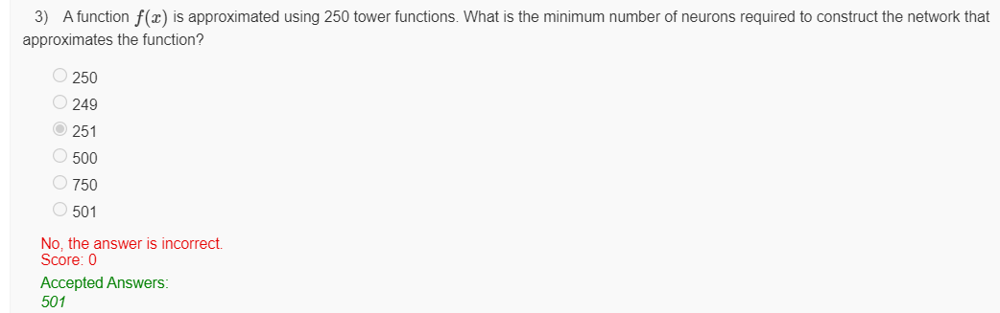 3) A function f(x) is approximated using 250 tower functions. What is the minimum number of neurons required to construct the network that
approximates the function?
250
249
251
500
750
501
No, the answer is incorrect.
Score: 0
Accepted Answers:
501